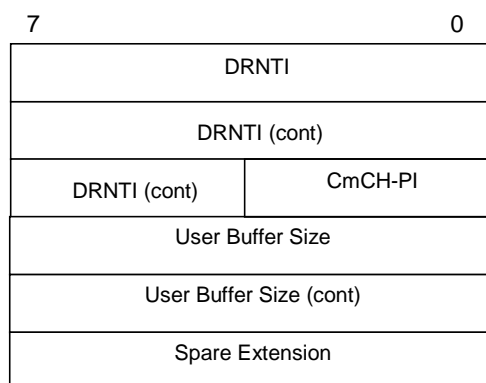 7 0
DRNTI
DRNTI (cont)
DRNTI (cont) CmCH-PI
User Buffer Size
User Buffer Size (cont)
Spare Extension